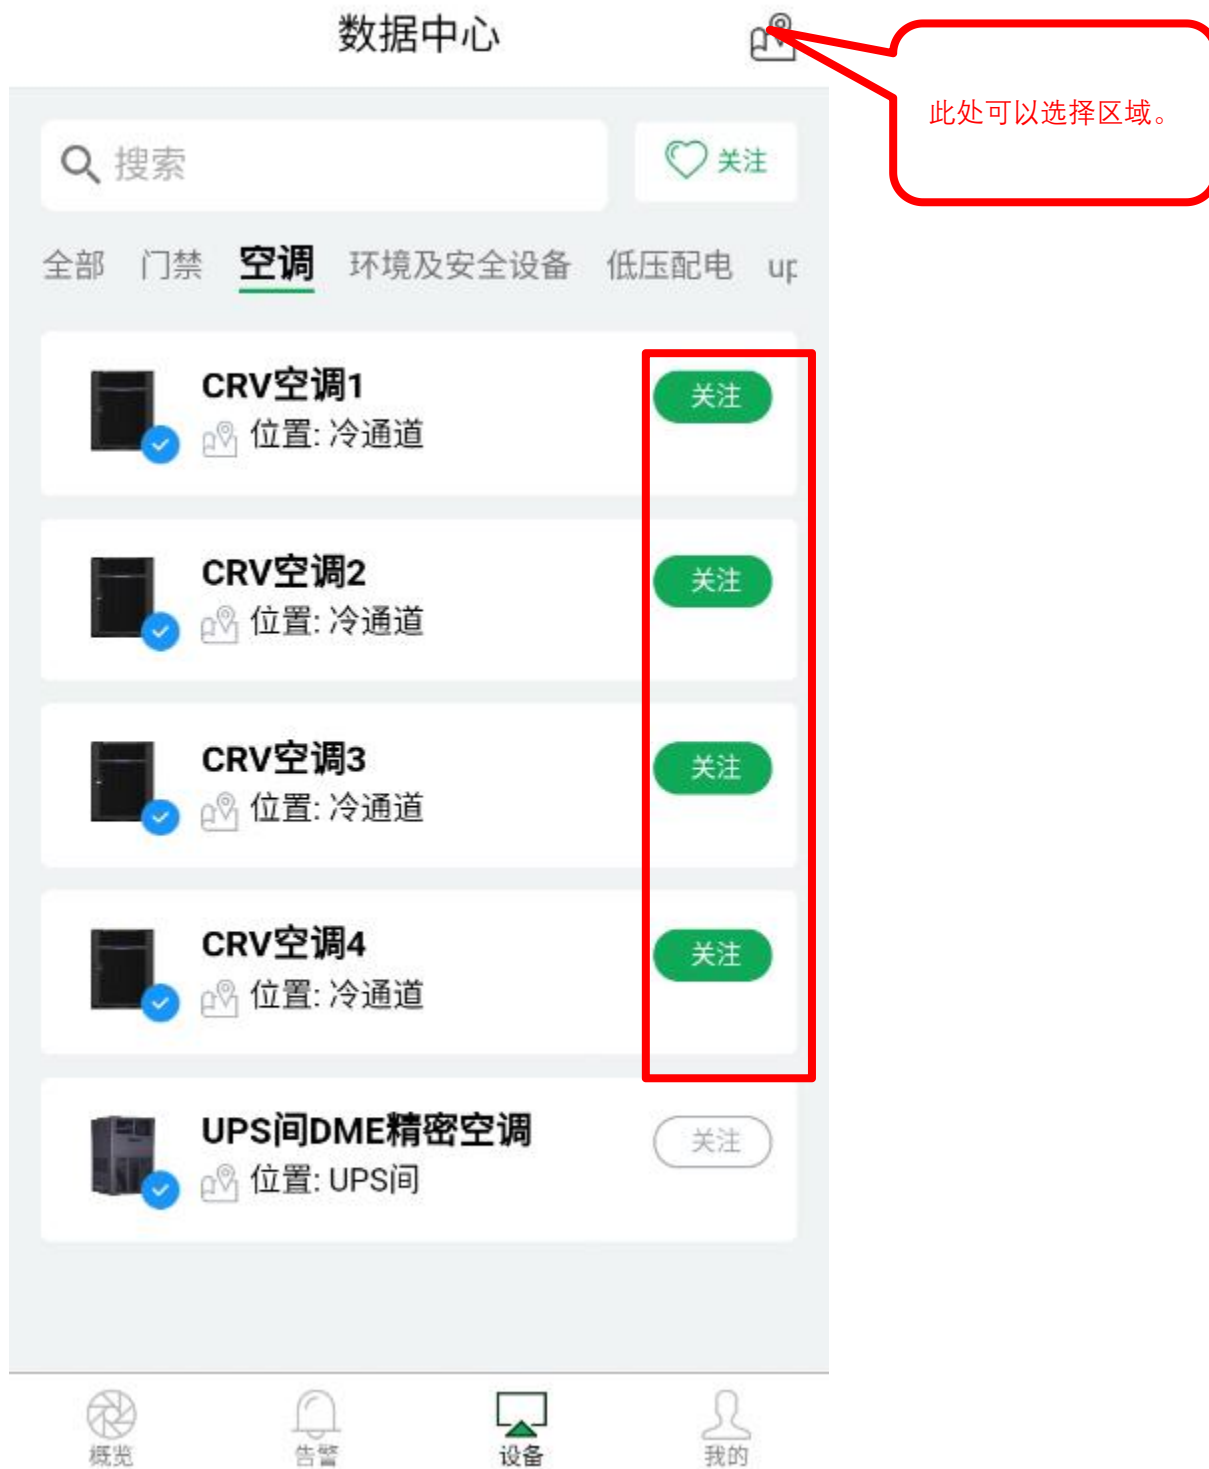 数据中心
此处可以选择区域。
搜索
关注
全部 门禁 空调 环境及安全设备 低压配电 up
CRV空调1
关注
位置: 冷通道
CRV空调2
关注
位置: 冷通道
CRV空调3
关注
位置: 冷通道
CRV空调4
关注
位置: 冷通道
UPS间DME精密空调
关注
位置: UPS间
概览 告警 设备 我的